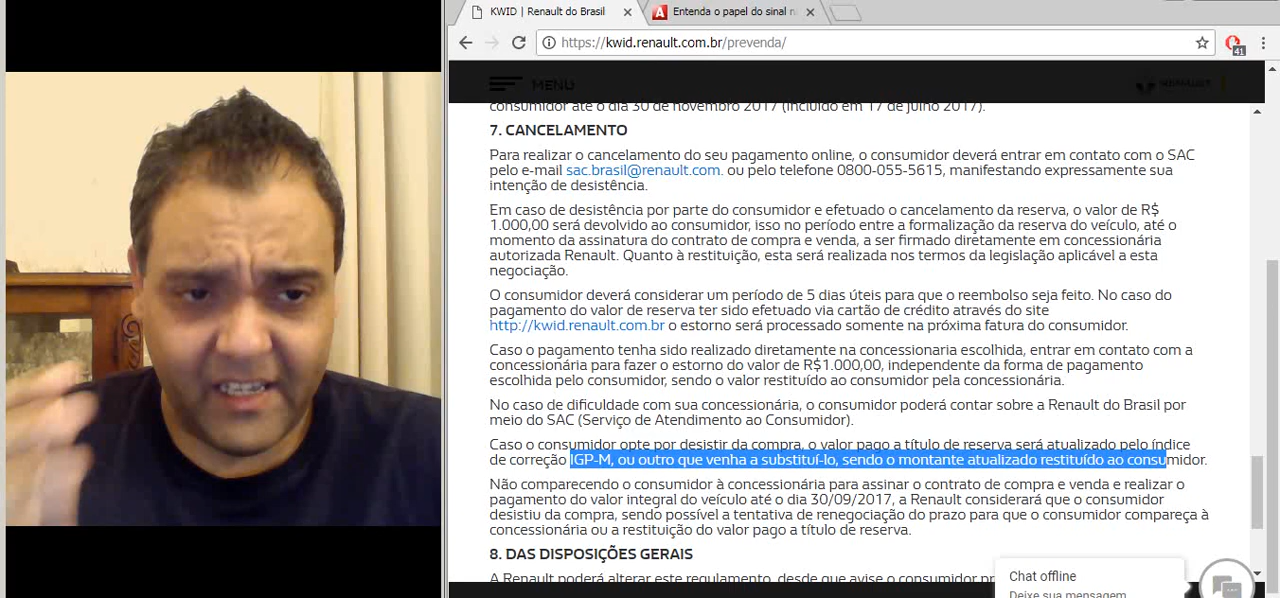 KWID | Renault do Brasil
Entenda o papel do sinal n
https://kwid.renault.com.br/prevenda/
41
MENU
RENAULT
consumidor até o dia 30 de novembro 2017 (incluído em 17 de julho 2017).
7. CANCELAMENTO
Para realizar o cancelamento do seu pagamento online, o consumidor deverá entrar em contato com o SAC
pelo e-mail sac.brasil@renault.com. ou pelo telefone 0800-055-5615, manifestando expressamente sua
intenção de desistência.
Em caso de desistência por parte do consumidor e efetuado o cancelamento da reserva, o valor de R$
1.000,00 será devolvido ao consumidor, isso no período entre a formalização da reserva do veículo, até o
momento da assinatura do contrato de compra e venda, a ser firmado diretamente em concessionária
autorizada Renault. Quanto à restituição, esta será realizada nos termos da legislação aplicável a esta
negociação.
O consumidor deverá considerar um período de 5 dias úteis para que o reembolso seja feito. No caso do
pagamento do valor de reserva ter sido efetuado via cartão de crédito através do site
http://kwid.renault.com.br o estorno será processado somente na próxima fatura do consumidor.
Caso o pagamento tenha sido realizado diretamente na concessionaria escolhida, entrar em contato com a
concessionária para fazer o estorno do valor de R$1.000,00, independente da forma de pagamento
escolhida pelo consumidor, sendo o valor restituído ao consumidor pela concessionária.
No caso de dificuldade com sua concessionária, o consumidor poderá contar sobre a Renault do Brasil por
meio do SAC (Serviço de Atendimento ao Consumidor).
Caso o consumidor opte por desistir da compra, o valor pago a título de reserva será atualizado pelo índice
de correção IGP-M, ou outro que venha a substituí-lo, sendo o montante atualizado restituído ao consumidor.
Não comparecendo o consumidor à concessionária para assinar o contrato de compra e venda e realizar o
pagamento do valor integral do veículo até o dia 30/09/2017, a Renault considerará que o consumidor
desistiu da compra, sendo possível a tentativa de renegociação do prazo para que o consumidor compareça à
concessionária ou a restituição do valor pago a título de reserva.
8. DAS DISPOSIÇÕES GERAIS
A Renault poderá alterar este regulamento, desde que avise o consumidor pr
Chat offline
Deixe sua mensagem